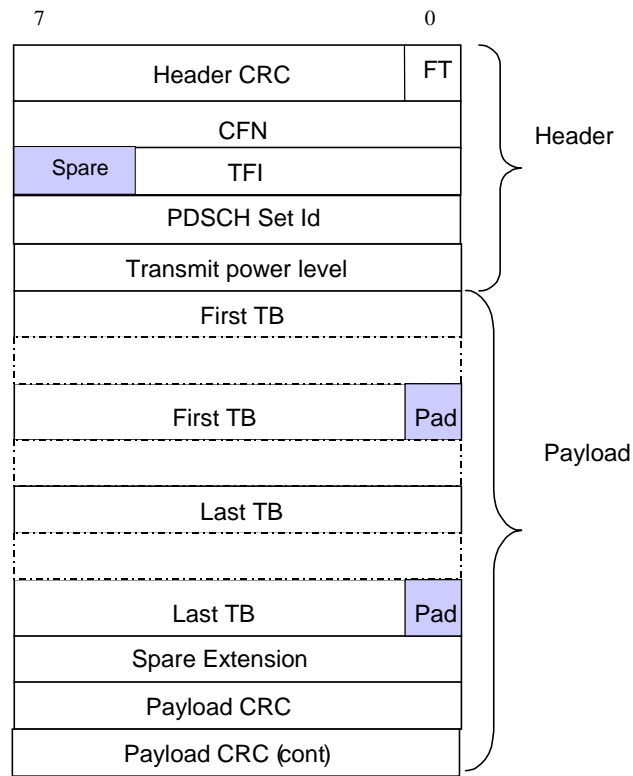 7 0
Header CRC FT
CFN
Spare TFI
PDSCH Set Id
Transmit power level
Header
First TB
First TB Pad
Last TB
Last TB Pad
Spare Extension
Payload CRC
Payload CRC (cont)
Payload